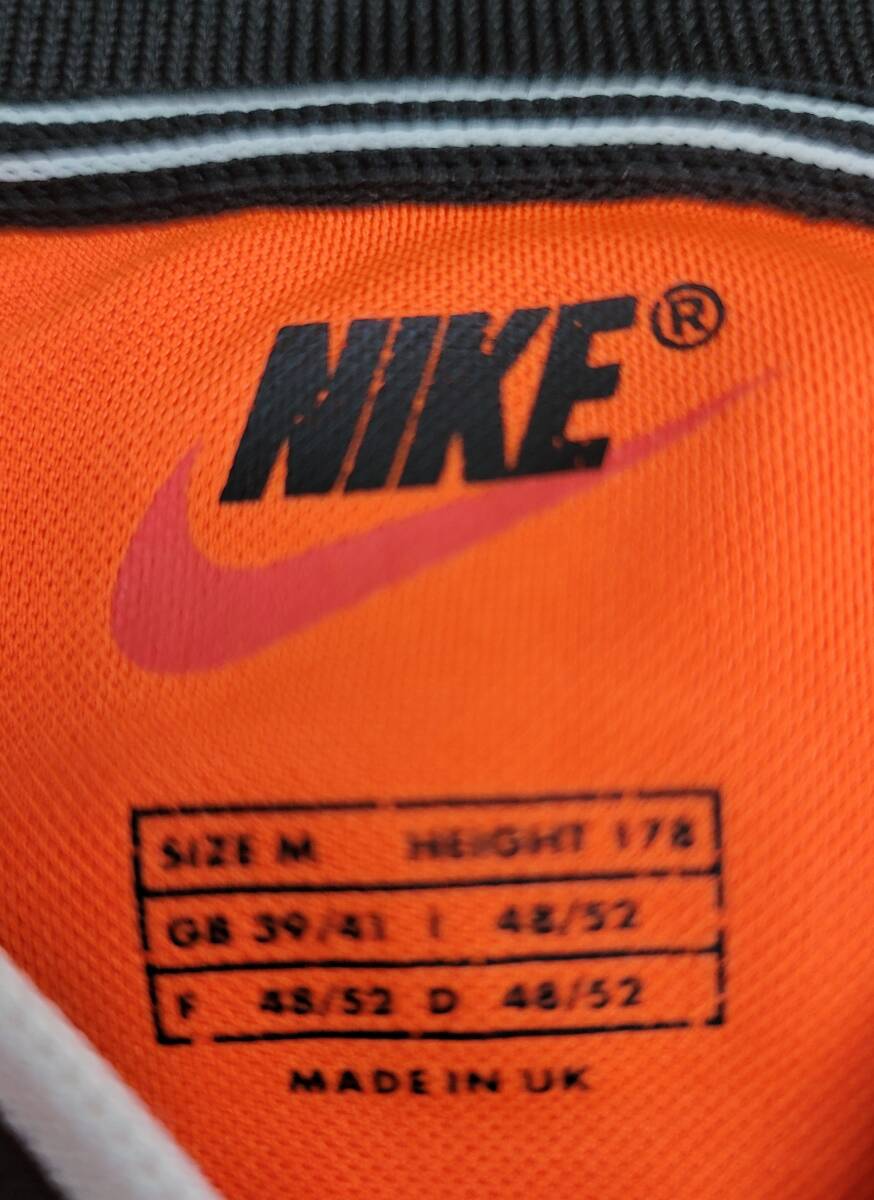 NIKE®
SIZE M HEIGHT 178
GB 39/41 I 48/52
F 48/52 D 48/52
MADE IN UK